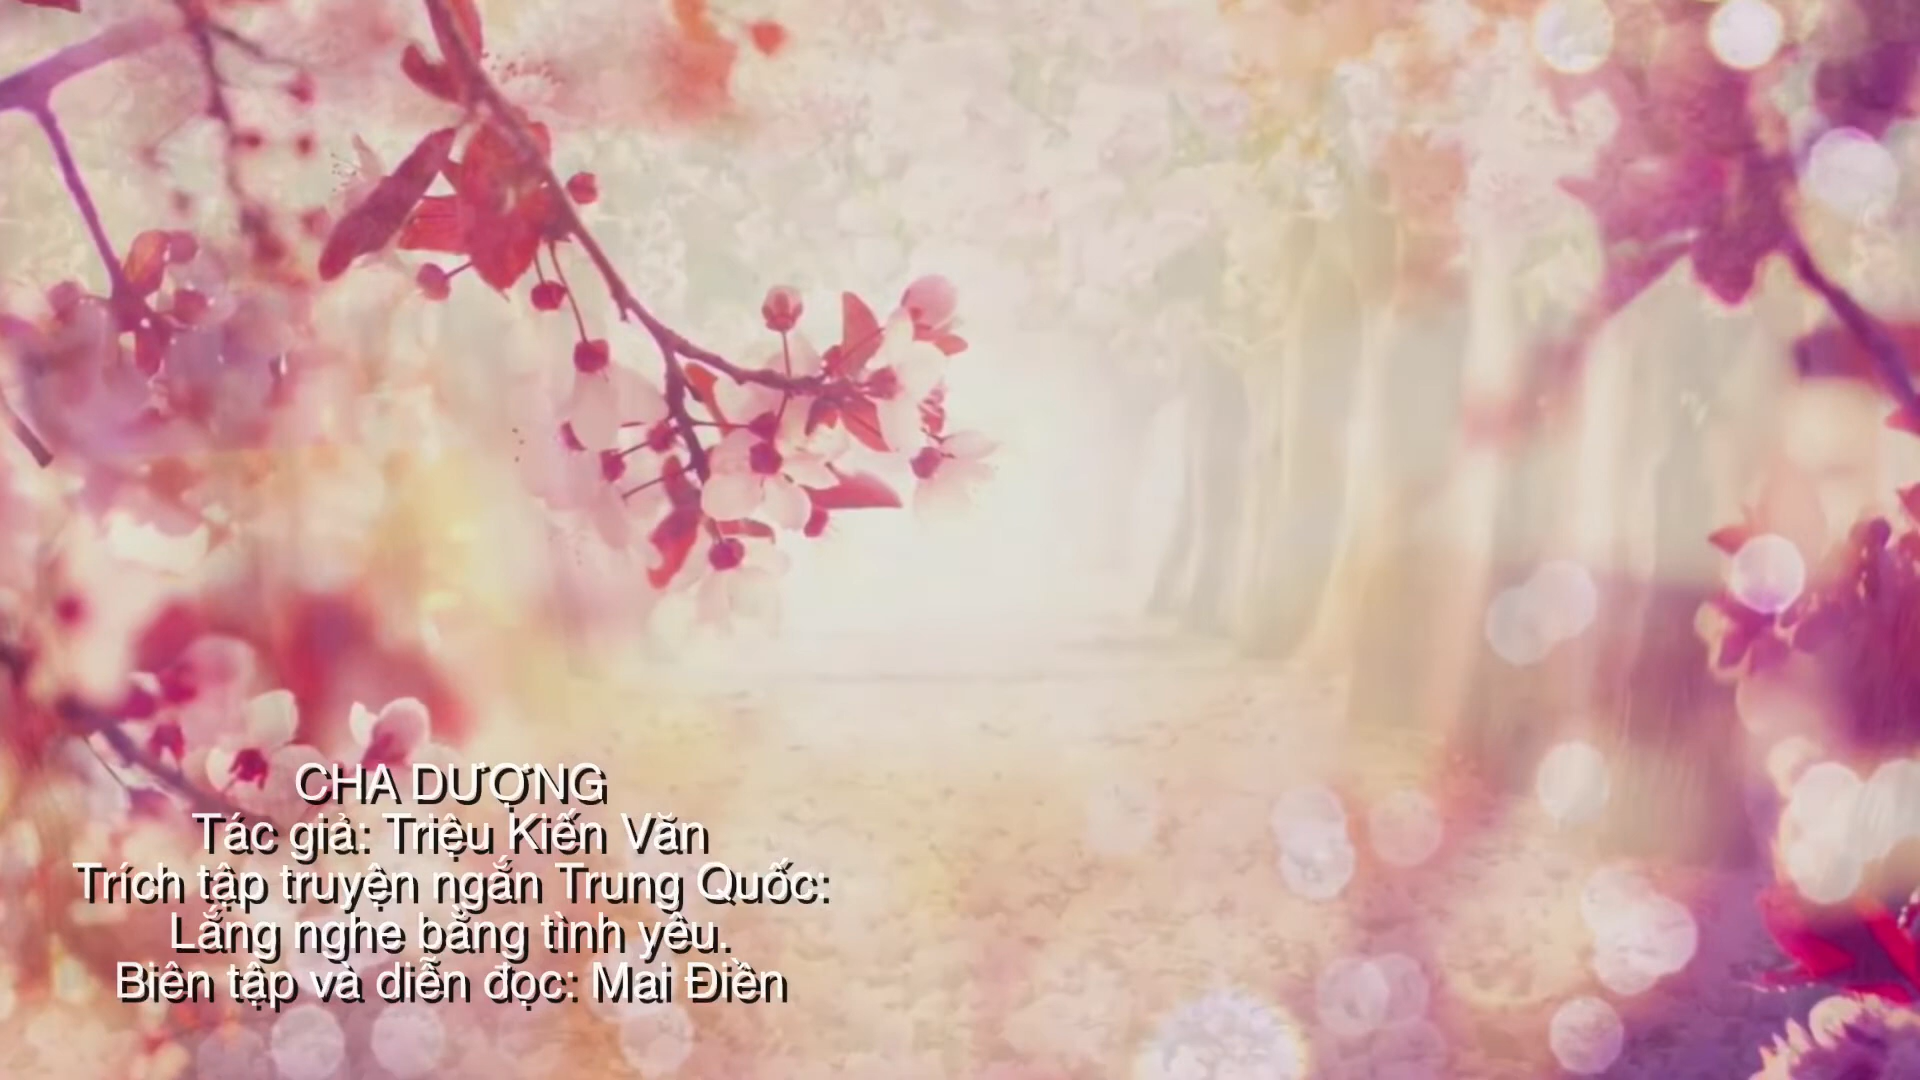 CHA DƯỢNG
Tác giả: Triệu Kiến Văn
Trích tập truyện ngắn Trung Quốc:
Lắng nghe bằng tình yêu.
Biên tập và diễn đọc: Mai Điền